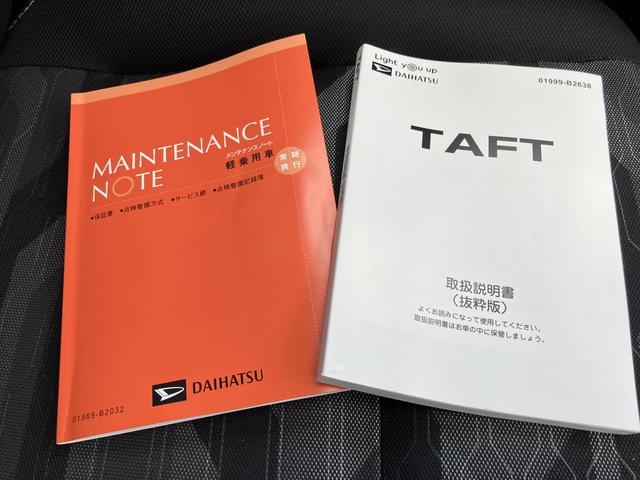 MAINTENANCE
NOTE
メンテナンスノート
軽乗用車
常時
携行
●保証書 ●点検整備方式 ●サービス網 ●点検整備記録簿
DAIHATSU
01989-B2032
Light you up
DAIHATSU
01999-B2638
TAFT
取扱説明書
（抜粋版）
よくお読みになって使用してください。
取扱説明書はお車の中に保管しましょう。